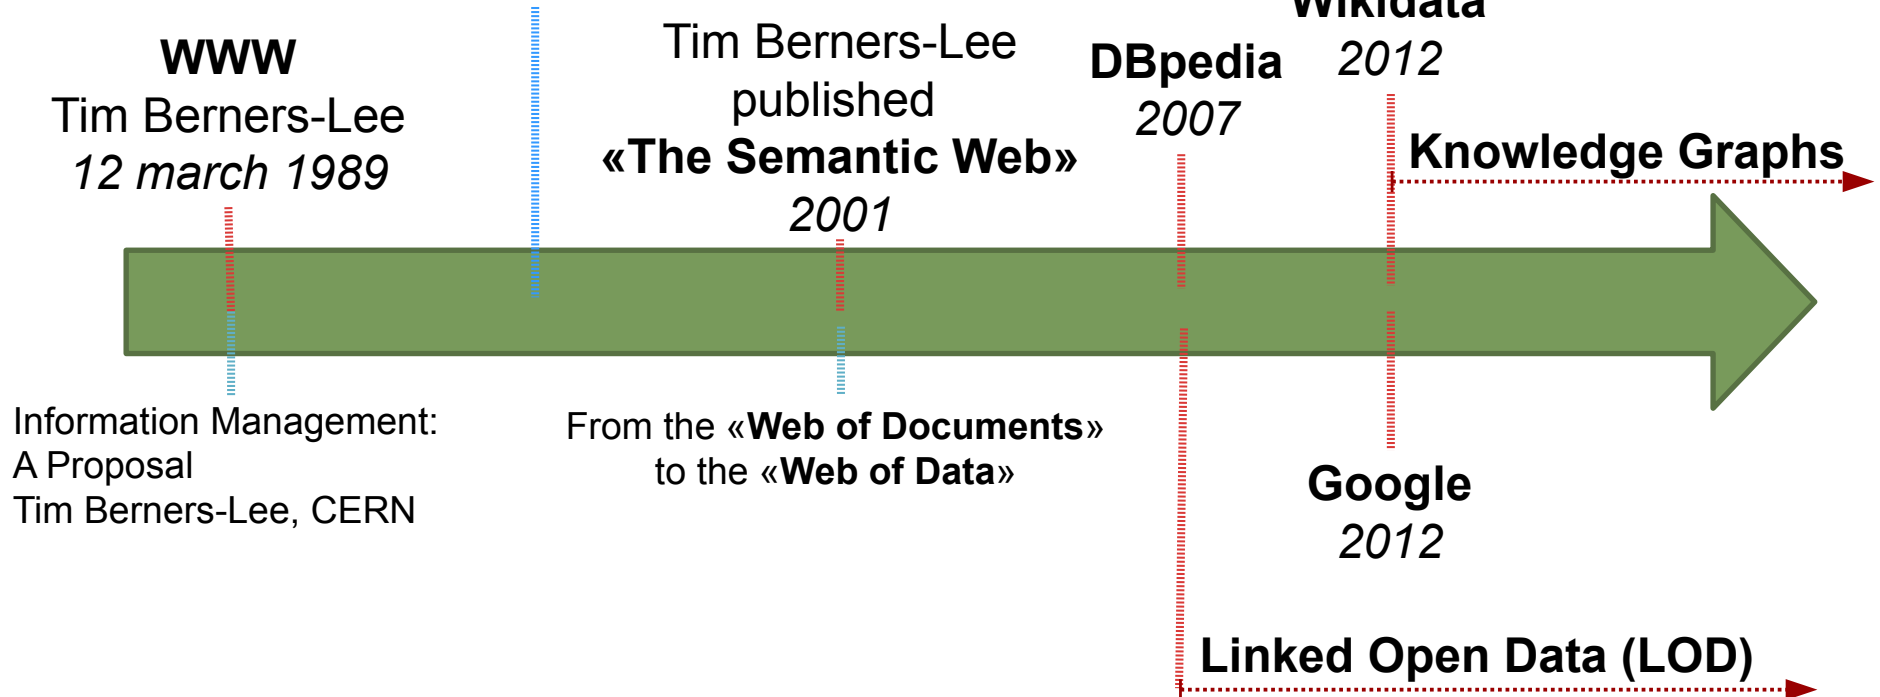 WWW
Tim Berners-Lee
12 march 1989
Tim Berners-Lee
published
«The Semantic Web»
2001
DBpedia
2007
Wikidata
2012
Knowledge Graphs
Information Management:
A Proposal
Tim Berners-Lee, CERN
From the «Web of Documents»
to the «Web of Data»
Google
2012
Linked Open Data (LOD)